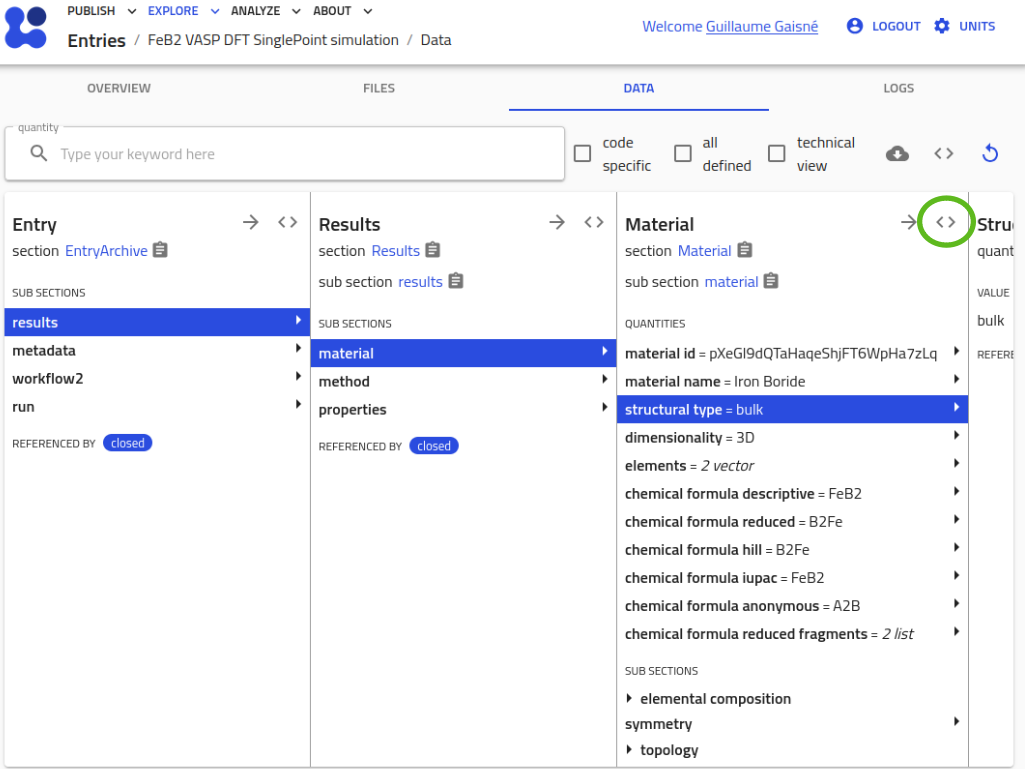 PUBLISH EXPLORE ANALYZE ABOUT
Welcome Guillaume Gaisné LOGOUT UNITS
Entries / FeB2 VASP DFT SinglePoint simulation / Data
OVERVIEW FILES DATA LOGS
quantity
Type your keyword here
code specific
all defined
technical view
Entry
section EntryArchive
SUB SECTIONS
results
metadata
workflow2
run
REFERENCED BY closed
Results
section Results
sub section results
SUB SECTIONS
material
method
properties
REFERENCED BY closed
Material
section Material
sub section material
QUANTITIES
material id = pXeGl9dQTaHaqeShjFT6WpHa7zLq
material name = Iron Boride
structural type = bulk
dimensionality = 3D
elements = 2 vector
chemical formula descriptive = FeB2
chemical formula reduced = B2Fe
chemical formula hill = B2Fe
chemical formula iupac = FeB2
chemical formula anonymous = A2B
chemical formula reduced fragments = 2 list
SUB SECTIONS
elemental composition
symmetry
topology
Stru
quant
VALUE
bulk
REFERE